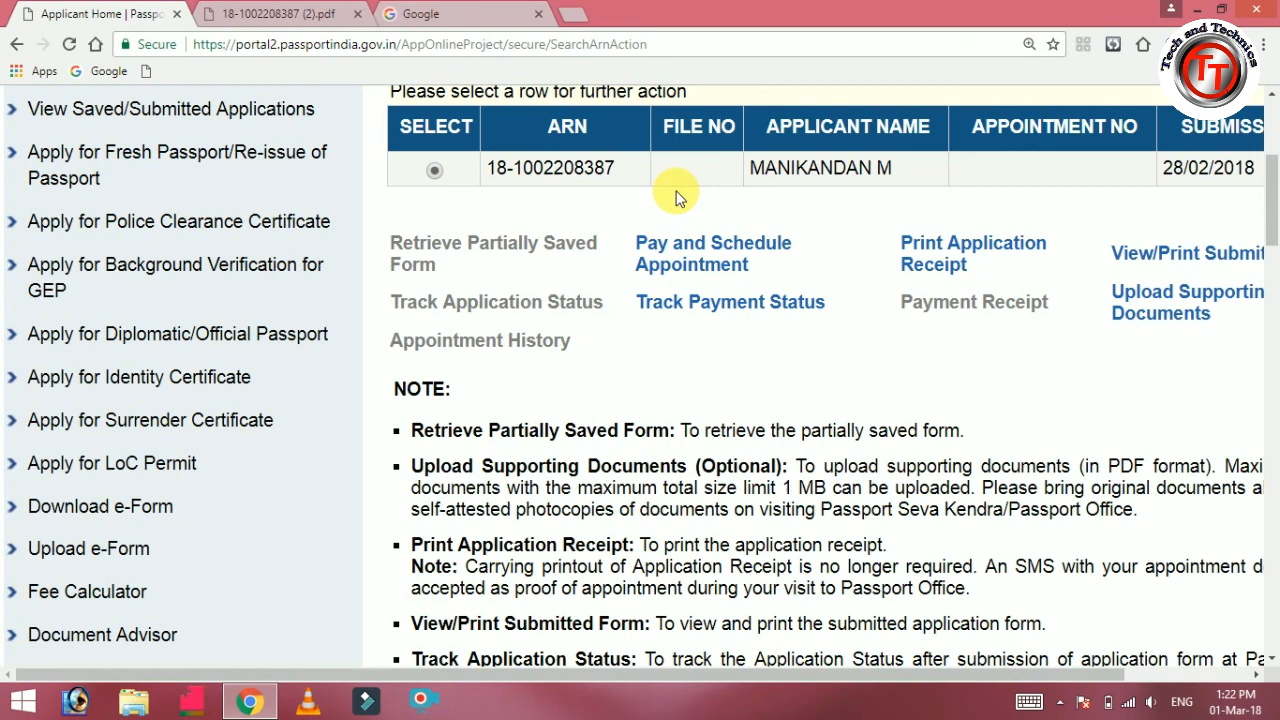 Applicant Home | Passpo
18-1002208387 (2).pdf
Google
Secure
https://portal2.passportindia.gov.in/AppOnlineProject/secure/SearchArnAction
Apps
Google
Tech and Technics
TT
View Saved/Submitted Applications
Apply for Fresh Passport/Re-issue of
Passport
Apply for Police Clearance Certificate
Apply for Background Verification for
GEP
Apply for Diplomatic/Official Passport
Apply for Identity Certificate
Apply for Surrender Certificate
Apply for LoC Permit
Download e-Form
Upload e-Form
Fee Calculator
Document Advisor
Please select a row for further action
SELECT ARN FILE NO APPLICANT NAME APPOINTMENT NO SUBMISS
18-1002208387 MANIKANDAN M 28/02/2018
Retrieve Partially Saved
Form
Pay and Schedule
Appointment
Print Application
Receipt
View/Print Submit
Track Application Status
Track Payment Status
Payment Receipt
Upload Supportin
Documents
Appointment History
NOTE:
Retrieve Partially Saved Form: To retrieve the partially saved form.
Upload Supporting Documents (Optional): To upload supporting documents (in PDF format). Maxi
documents with the maximum total size limit 1 MB can be uploaded. Please bring original documents a
self-attested photocopies of documents on visiting Passport Seva Kendra/Passport Office.
Print Application Receipt: To print the application receipt.
Note: Carrying printout of Application Receipt is no longer required. An SMS with your appointment d
accepted as proof of appointment during your visit to Passport Office.
View/Print Submitted Form: To view and print the submitted application form.
Track Application Status: To track the Application Status after submission of application form at Pa
ENG
1:22 PM
01-Mar-18